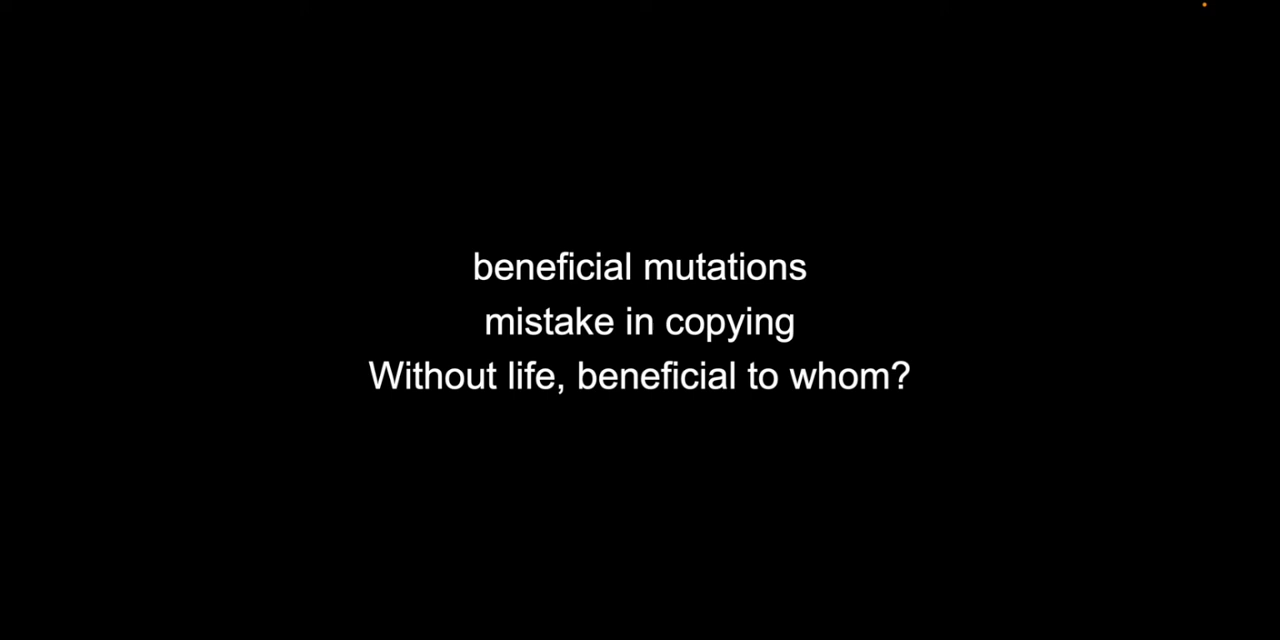 beneficial mutations
mistake in copying
Without life, beneficial to whom?